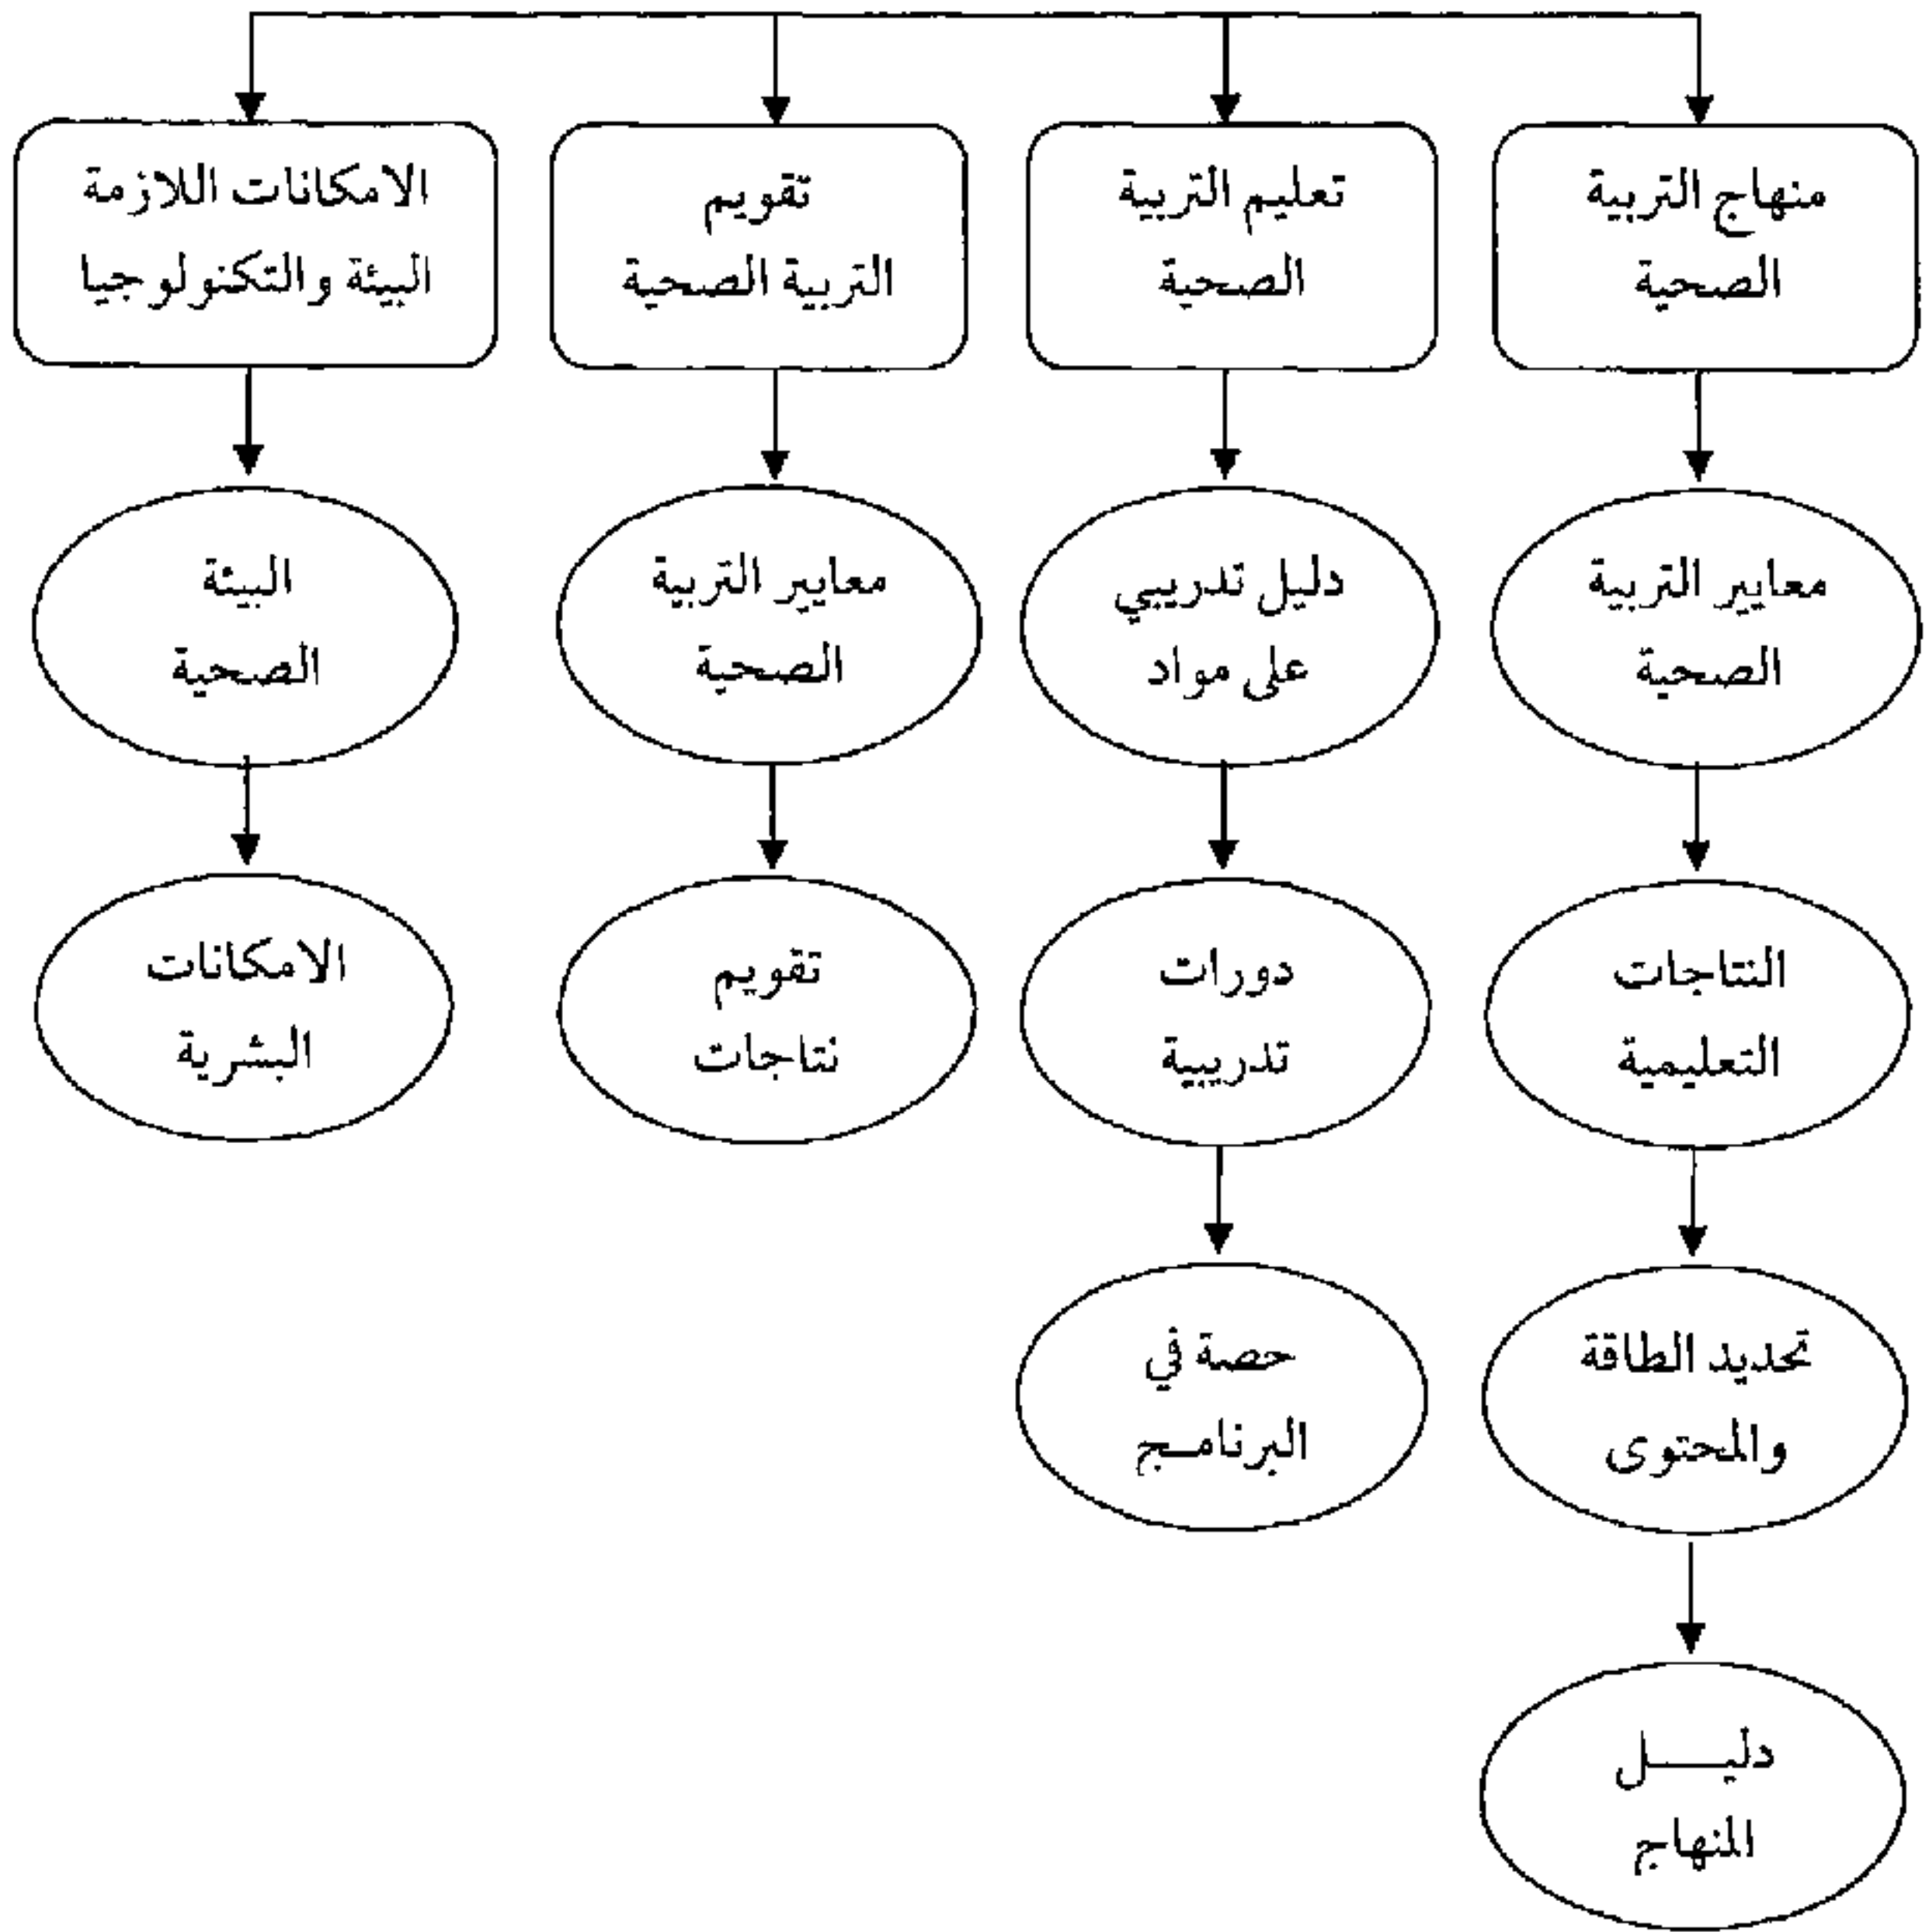 منهاج التربية
الصحية
تعليم التربية
الصحية
تقويم
التربية الصحية
الامكانات اللازمة
البيئة والتكنولوجيا
معايير التربية
الصحية
دليل تدريبي
على مواد
معايير التربية
الصحية
البيئة
الصحية
النتاجات
التعليمية
دورات
تدريبية
تقويم
نتاجات
الامكانات
البشرية
تحديد الطاقة
والمحتوى
حصة في
البرنامج
دليل
المنهاج